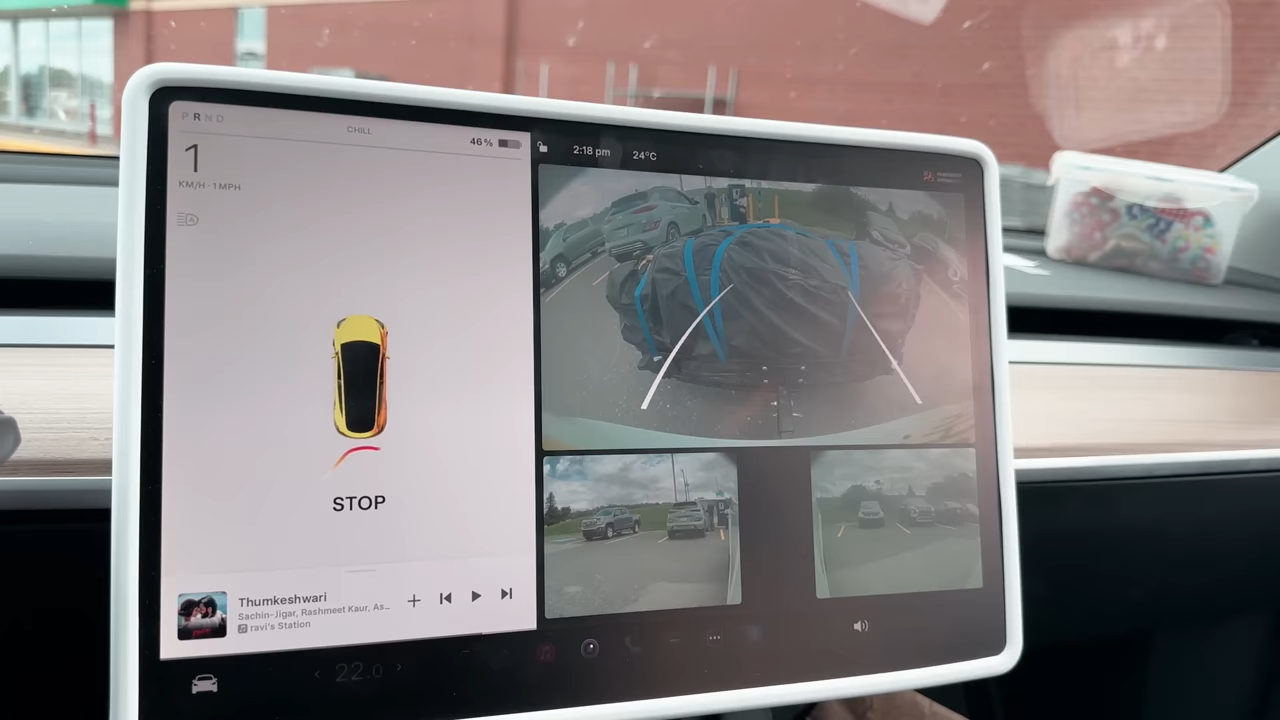 PRND
CHILL
46%
1
KM/H · 1 MPH
2:18 pm
24°C
STOP
Thumkeshwari
Sachin-Jigar, Rashmeet Kaur, As...
ravi's Station
22.0